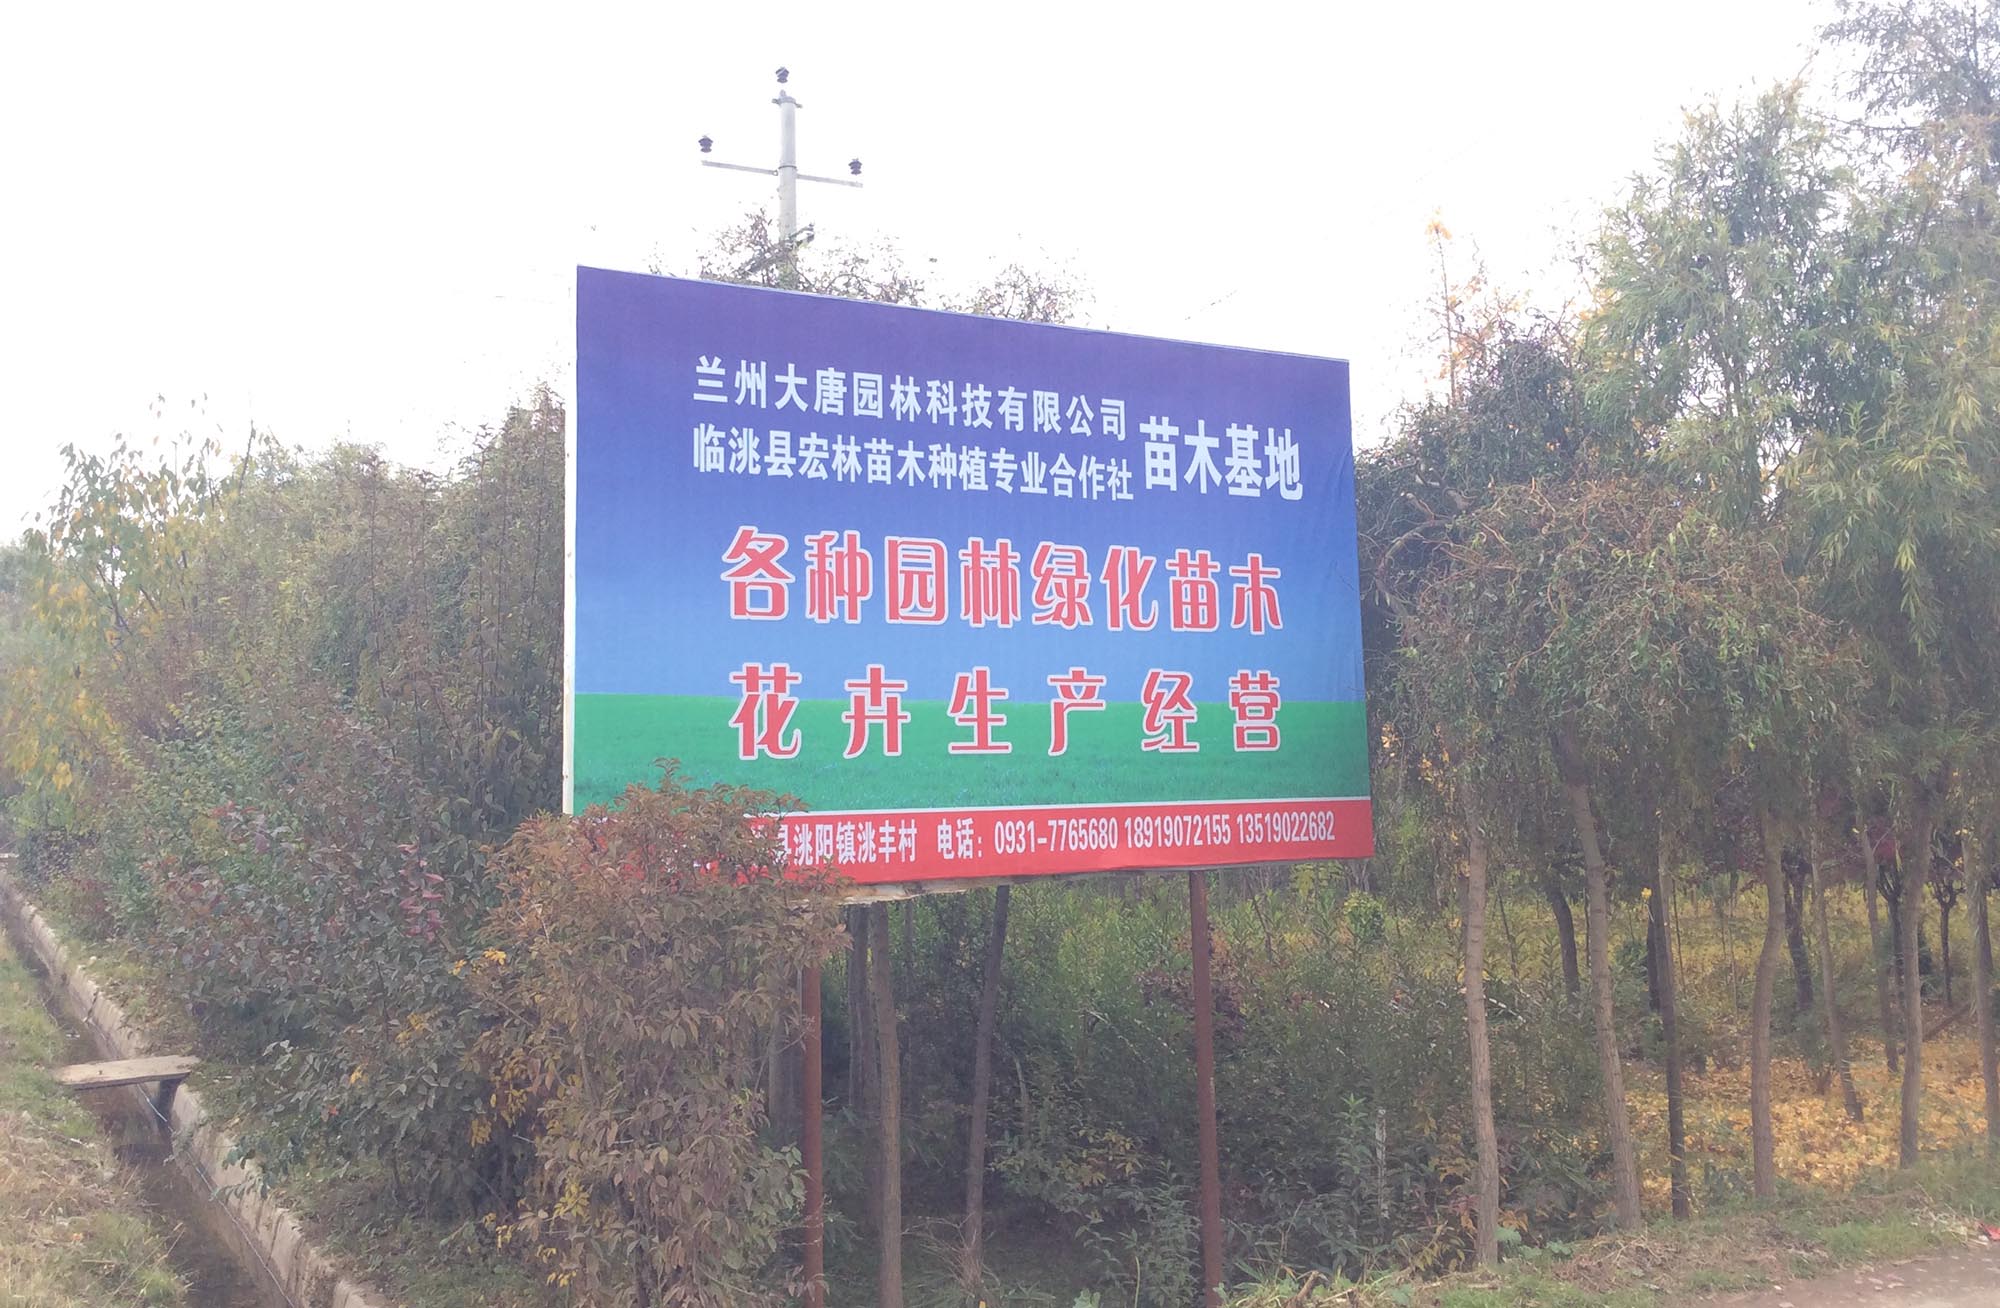 兰州大唐园林科技有限公司
临洮县宏林苗木种植专业合作社
苗木基地
各种园林绿化苗木
花卉生产经营
县洮阳镇洮丰村 电话：0931-7765680 18919072155 13519022682